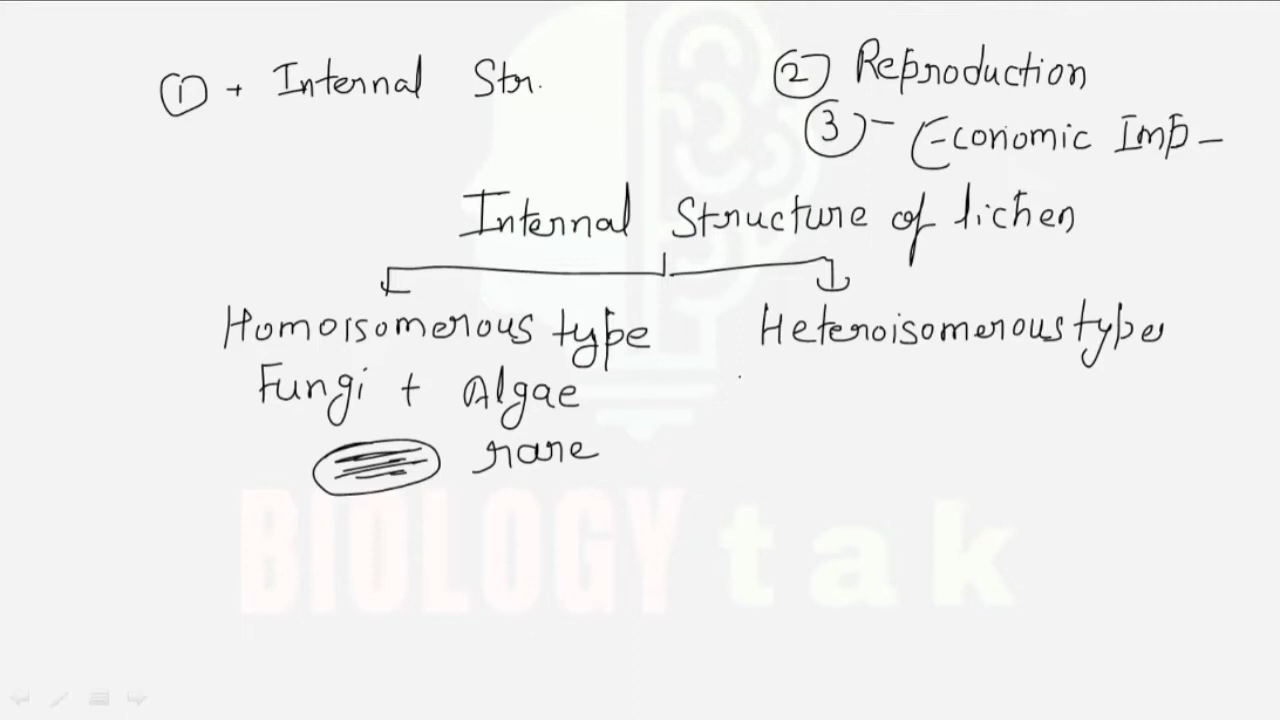 ① + Internal Str.
② Reproduction
③ - Economic Imp -
Internal Structure of lichen
Homoisomerous type
Heteroisomerous type
Fungi + Algae
rare
BIOLOGY tak